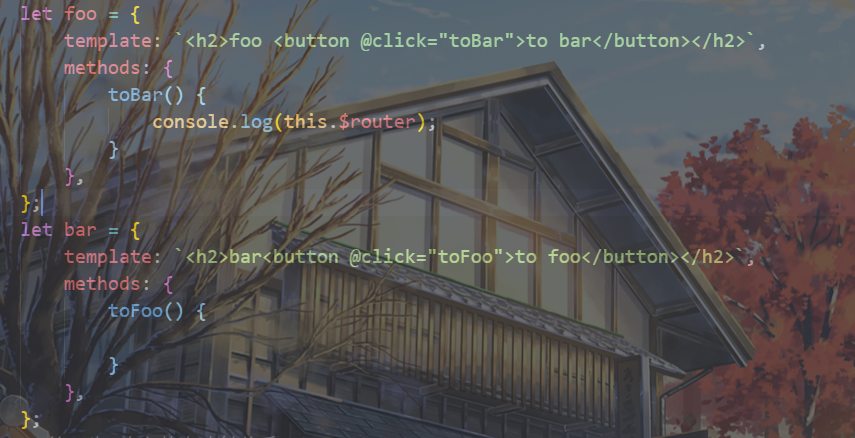 let foo = {
    template: `<h2>foo <button @click="toBar">to bar</button></h2>`,
    methods: {
        toBar() {
            console.log(this.$router);
        }
    },
};
let bar = {
    template: `<h2>bar<button @click="toFoo">to foo</button></h2>`,
    methods: {
        toFoo() {

        }
    },
};